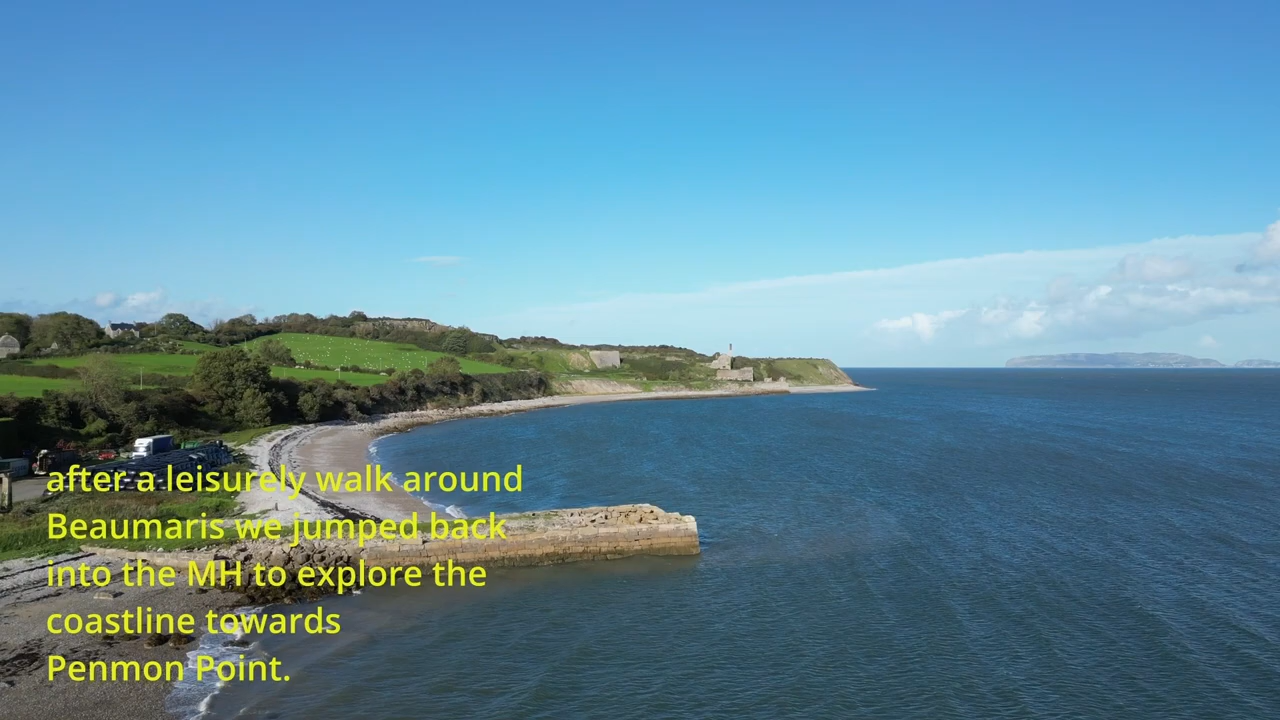 after a leisurely walk around
Beaumaris we jumped back
into the MH to explore the
coastline towards
Penmon Point.